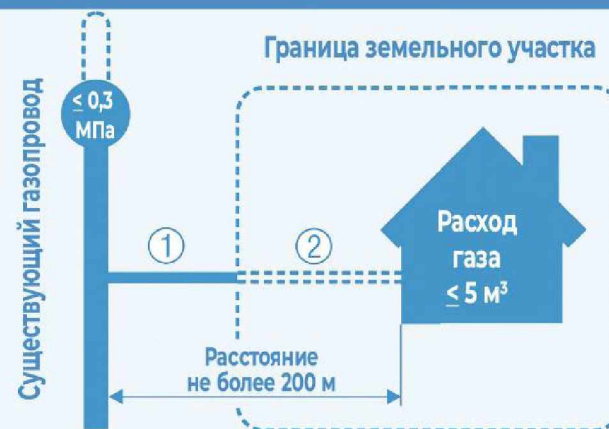 Граница земельного участка
Существующий газопровод
≤ 0,3
МПа
1
2
Расход
газа
≤ 5 м³
Расстояние
не более 200 м